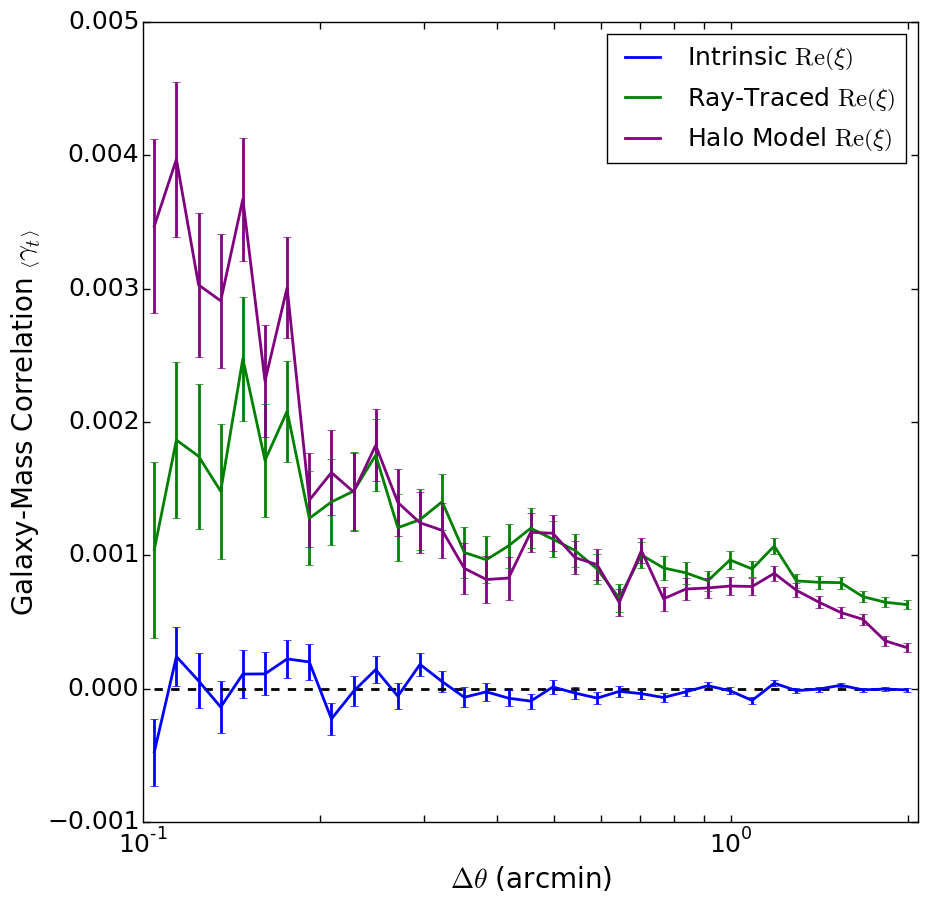 0.005
0.004
0.003
0.002
0.001
0.000
−0.001
10⁻¹
10⁰
Galaxy-Mass Correlation ⟨γₜ⟩
Δθ (arcmin)
Intrinsic Re(ξ)
Ray-Traced Re(ξ)
Halo Model Re(ξ)